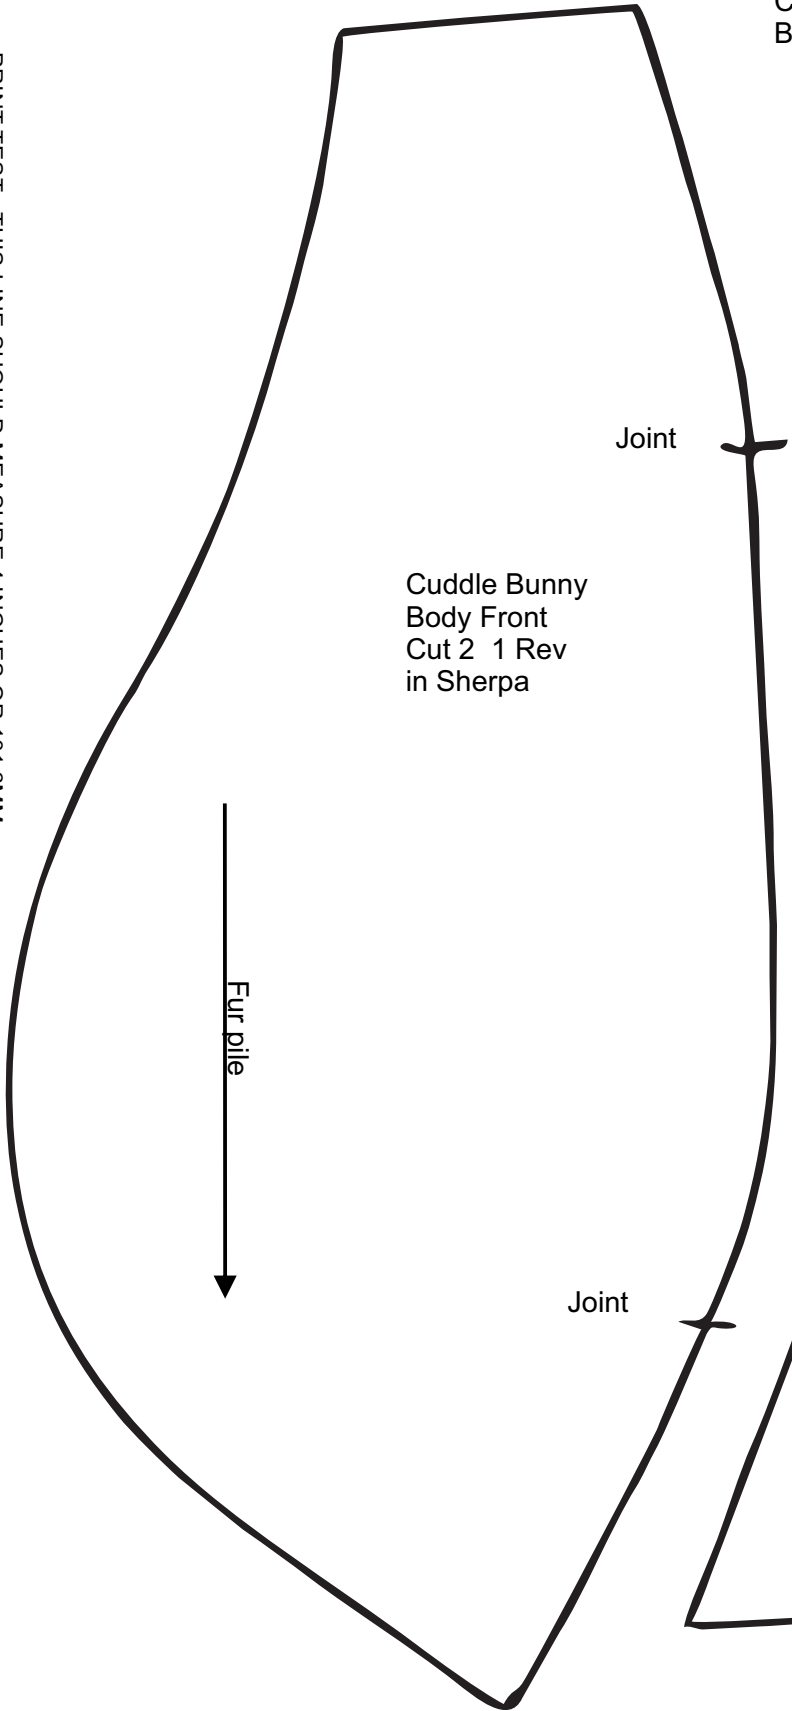 C
B
Joint
Cuddle Bunny
Body Front
Cut 2 1 Rev
in Sherpa
Fur pile
Joint